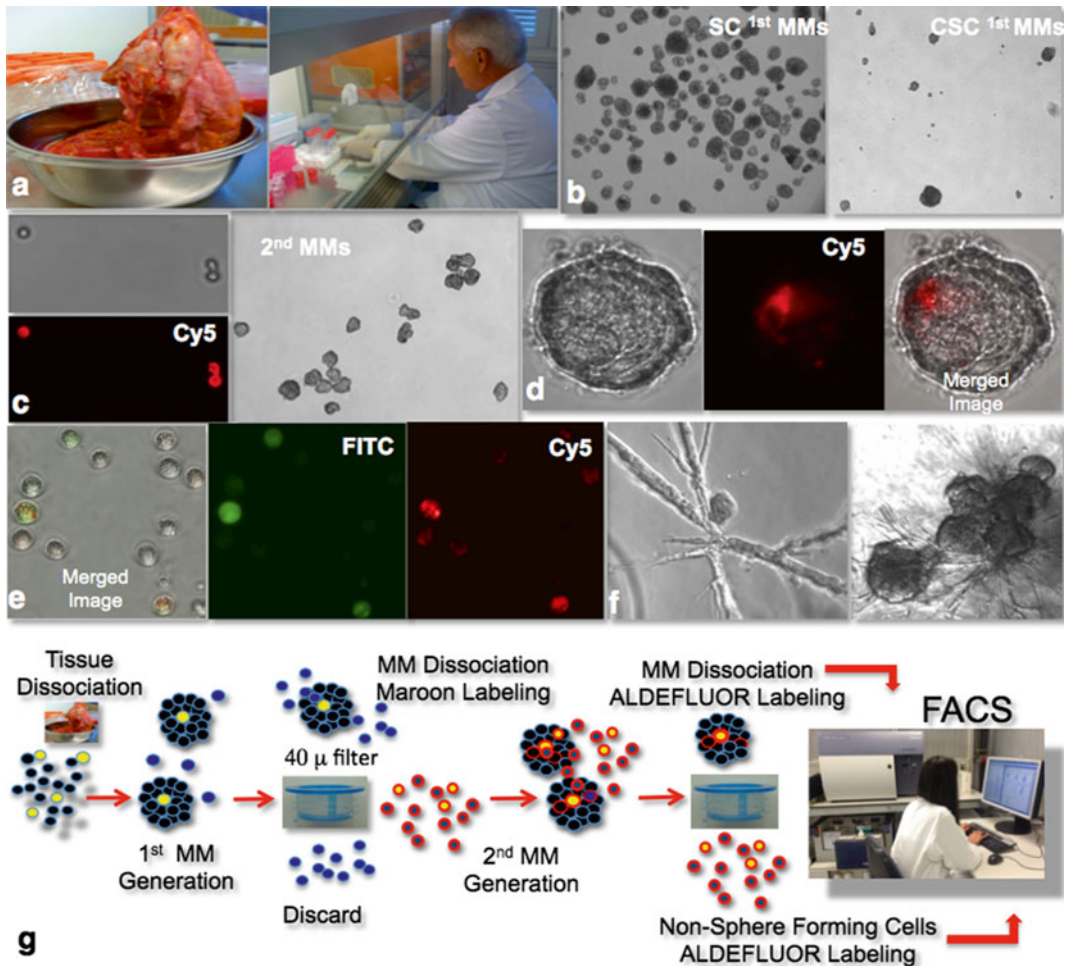 a
SC 1st MMs
CSC 1st MMs
b
Cy5
c
2nd MMs
d
Cy5
Merged
Image
e
Merged
Image
FITC
Cy5
f
Tissue
Dissociation
1st MM
Generation
40 μ filter
Discard
MM Dissociation
Maroon Labeling
2nd MM
Generation
MM Dissociation
ALDEFLUOR Labeling
FACS
Non-Sphere Forming Cells
ALDEFLUOR Labeling
g